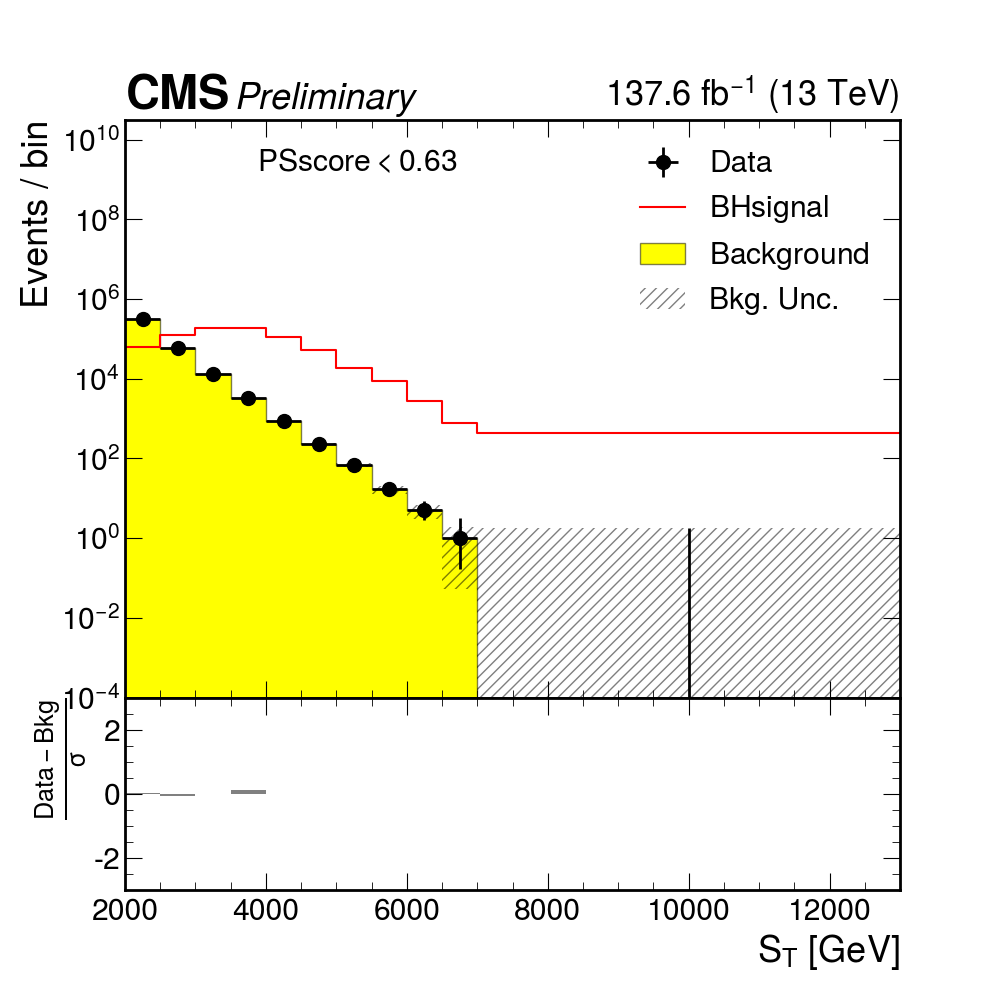 CMS Preliminary 137.6 fb⁻¹ (13 TeV)
Events / bin
PSscore < 0.63
Data
BHsignal
Background
Bkg. Unc.
10¹⁰
10⁸
10⁶
10⁴
10²
10⁰
10⁻²
10⁻⁴
Data – Bkg
σ
2
0
-2
2000 4000 6000 8000 10000 12000
S_T [GeV]